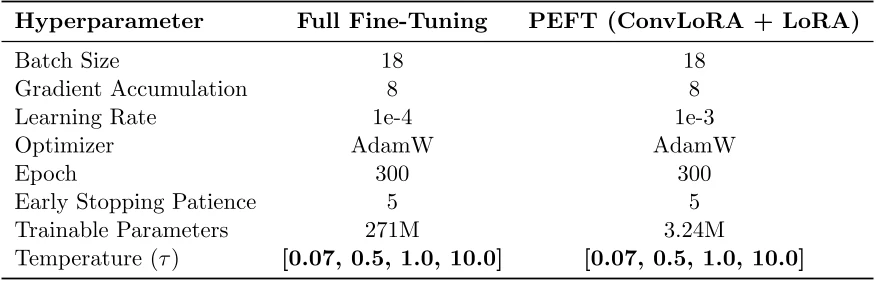 Hyperparameter Full Fine-Tuning PEFT (ConvLoRA + LoRA)
Batch Size 18 18
Gradient Accumulation 8 8
Learning Rate 1e-4 1e-3
Optimizer AdamW AdamW
Epoch 300 300
Early Stopping Patience 5 5
Trainable Parameters 271M 3.24M
Temperature (τ) [0.07, 0.5, 1.0, 10.0] [0.07, 0.5, 1.0, 10.0]